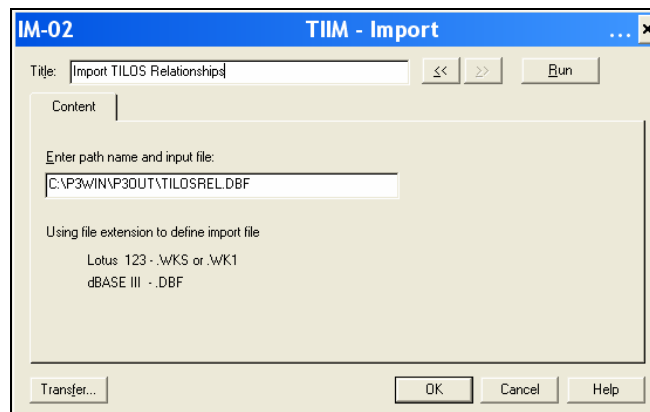 IM-02 TIIM - Import ...
Title: Import TILOS Relationships << >> Run
Content
Enter path name and input file:
C:\P3WIN\P3OUT\TILOSREL.DBF
Using file extension to define import file
Lotus 123 - .WKS or .WK1
dBASE III - .DBF
Transfer... OK Cancel Help